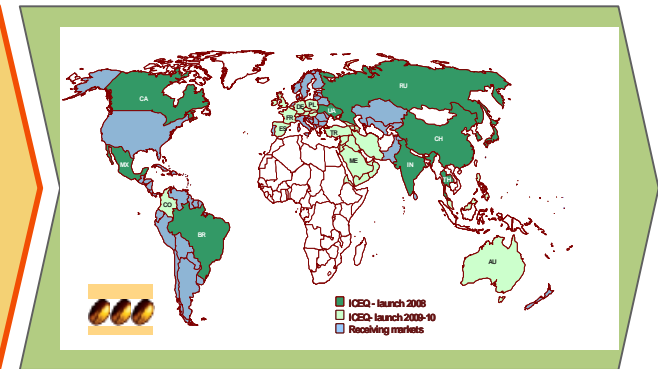 RU
CA
DE
PL
UA
FR
ES
TR
CH
MX
ME
IN
CO
BR
AU
ICEQ - launch 2008
ICEQ- launch 2009-10
Receiving markets